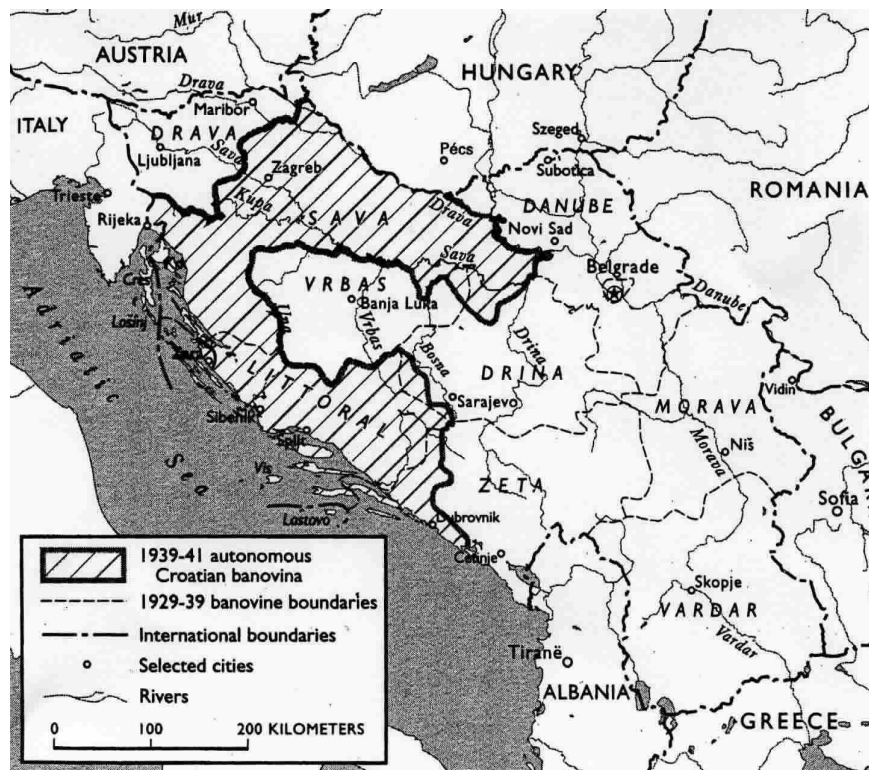 Mur
AUSTRIA
HUNGARY
Drava
Maribor
ITALY
DRAVA
Sava
Ljubljana
Pécs
Szeged
Subotica
ROMANIA
Zagreb
Trieste
Kupa
SAVA
Drava
DANUBE
Rijeka
Novi Sad
Sava
Belgrade
Cres
VRBAS
Banja Luka
Una
Vrbas
Danube
Lošinj
Adriatic
Sea
Bosna
Drina
DRINA
LITTORAL
Sarajevo
MORAVA
Vidin
BULGA
Šibenik
Split
Morava
Niš
Vis
ZETA
Sofia
Lastovo
Dubrovnik
Cetinje
Skopje
VARDAR
Vardar
Tiranë
ALBANIA
GREECE
1939-41 autonomous
Croatian banovina
1929-39 banovine boundaries
International boundaries
Selected cities
Rivers
0 100 200 KILOMETERS